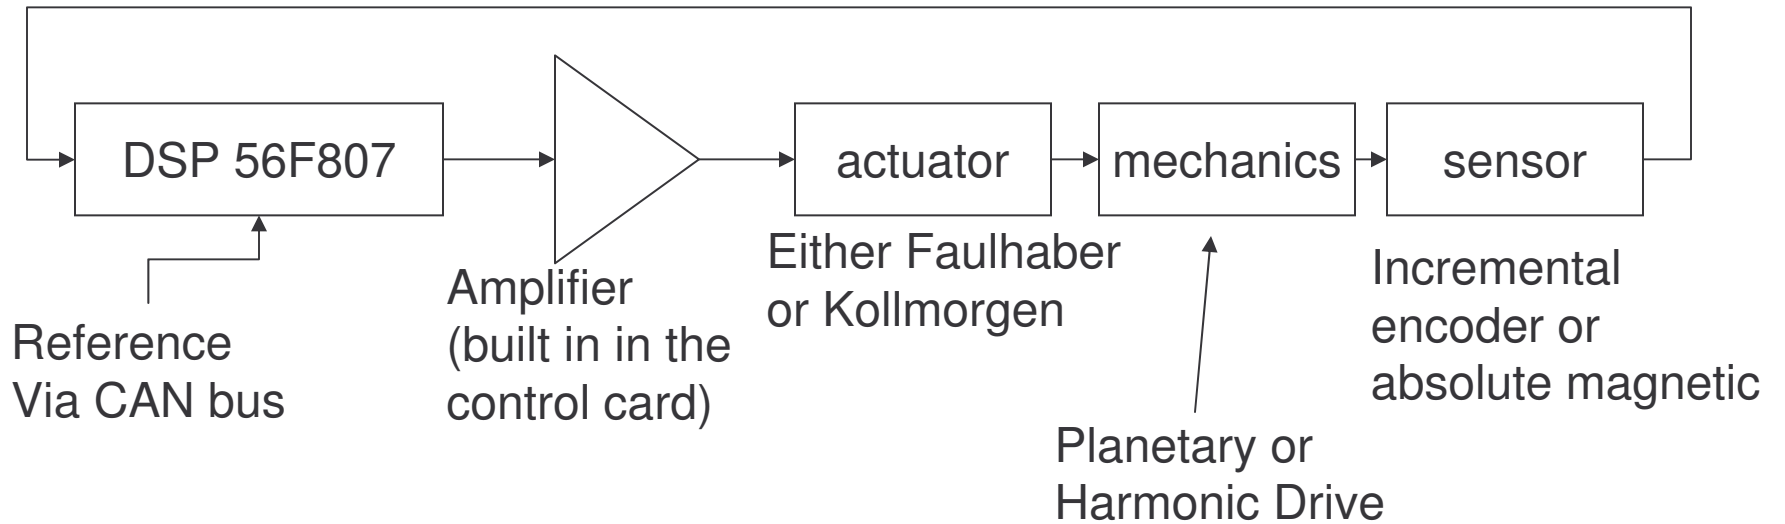 DSP 56F807
actuator
mechanics
sensor
Reference
Via CAN bus
Amplifier
(built in in the
control card)
Either Faulhaber
or Kollmorgen
Planetary or
Harmonic Drive
Incremental
encoder or
absolute magnetic